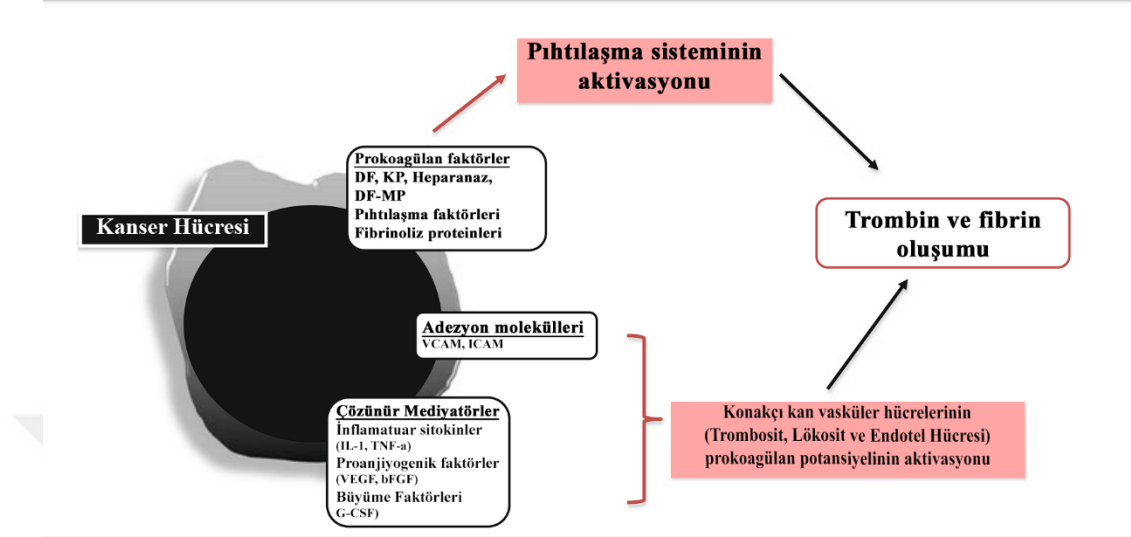 Pıhtılaşma sisteminin
aktivasyonu
Prokoagülan faktörler
DF, KP, Heparanaz,
DF-MP
Pıhtılaşma faktörleri
Fibrinoliz proteinleri
Kanser Hücresi
Trombin ve fibrin
oluşumu
Adezyon molekülleri
VCAM, ICAM
Çözünür Mediyatörler
İnflamatuar sitokinler
(IL-1, TNF-a)
Proanjiyogenik faktörler
(VEGF, bFGF)
Büyüme Faktörleri
G-CSF)
Konakçı kan vasküler hücrelerinin
(Trombosit, Lökosit ve Endotel Hücresi)
prokoagülan potansiyelinin aktivasyonu